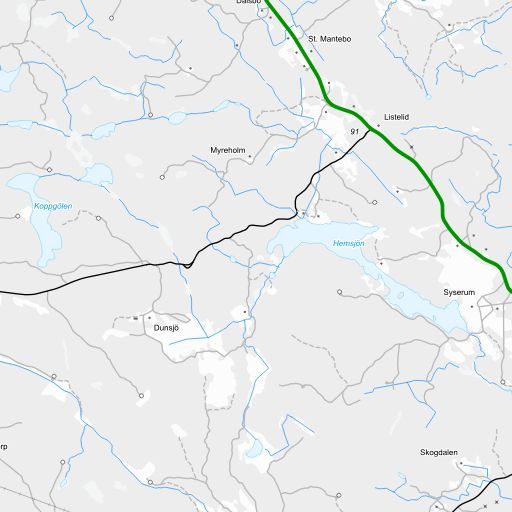 Dalsbo
St. Mantebo
Listelid
91
Myreholm
Koppgölen
Hemsjön
Syserum
Dunsjö
rp
Skogdalen